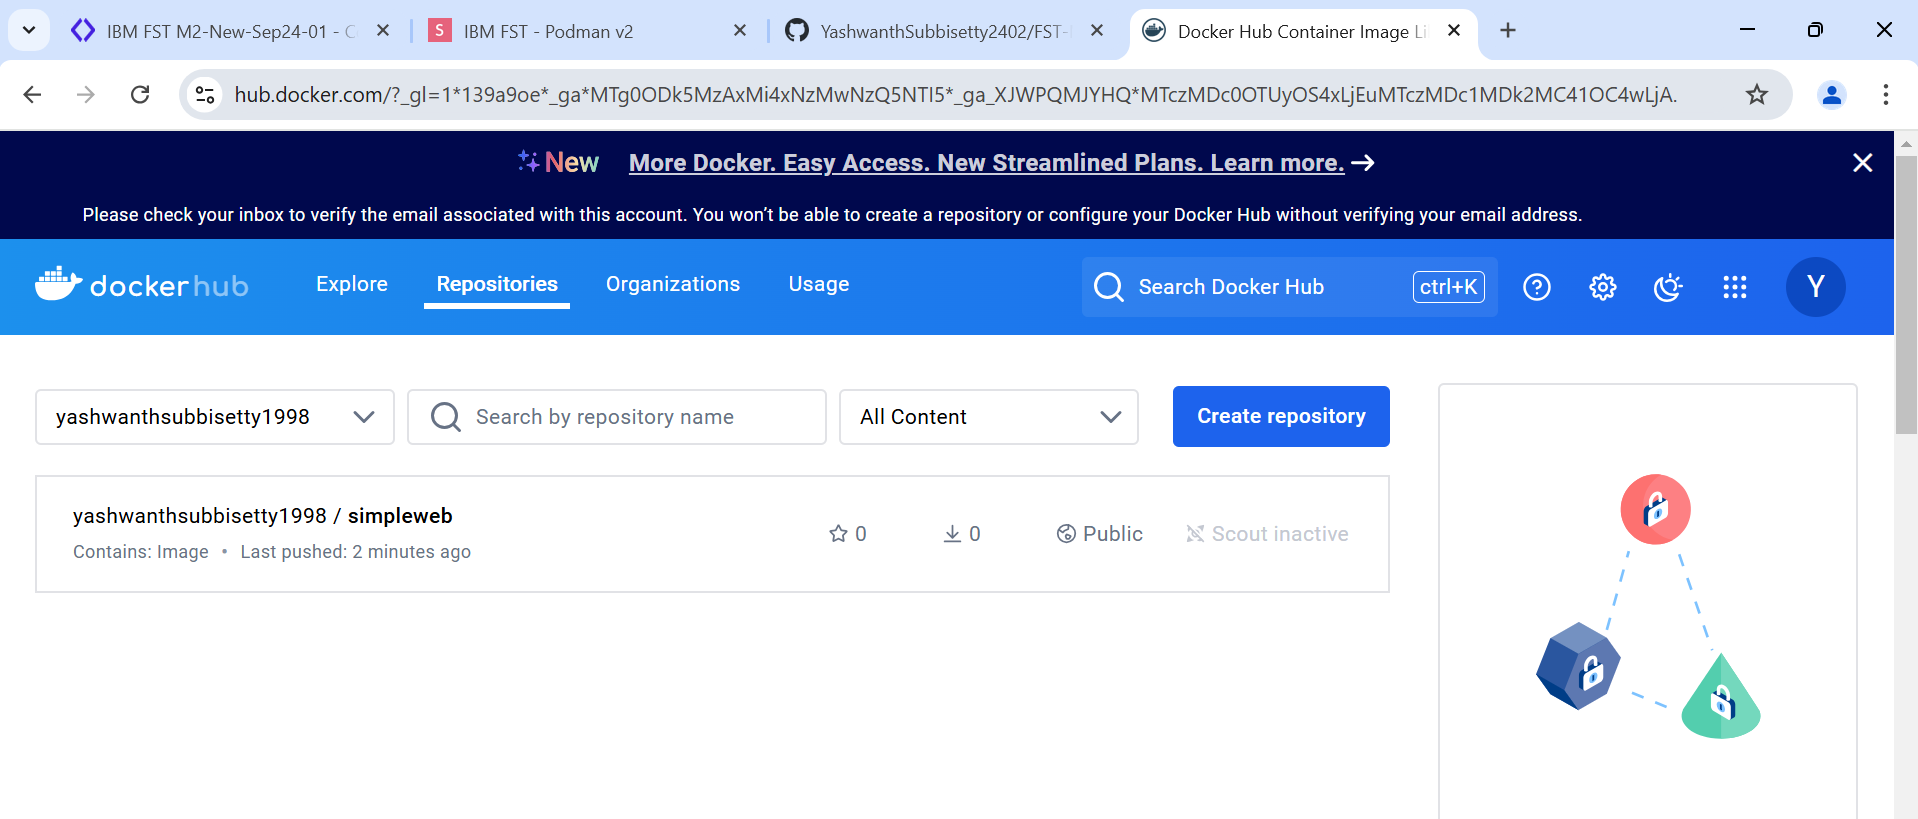 IBM FST M2-New-Sep24-01 - C
S
IBM FST - Podman v2
YashwanthSubbisetty2402/FST-
Docker Hub Container Image Li
hub.docker.com/?_gl=1*139a9oe*_ga*MTg0ODk5MzAxMi4xNzMwNzQ5NTI5*_ga_XJWPQMJYHQ*MTczMDc0OTUyOS4xLjEuMTczMDc1MDk2MC41OC4wLjA.
New More Docker. Easy Access. New Streamlined Plans. Learn more. →
Please check your inbox to verify the email associated with this account. You won’t be able to create a repository or configure your Docker Hub without verifying your email address.
dockerhub
Explore
Repositories
Organizations
Usage
Search Docker Hub
ctrl+K
Y
yashwanthsubbisetty1998
Search by repository name
All Content
Create repository
yashwanthsubbisetty1998 / simpleweb
Contains: Image • Last pushed: 2 minutes ago
0
0
Public
Scout inactive